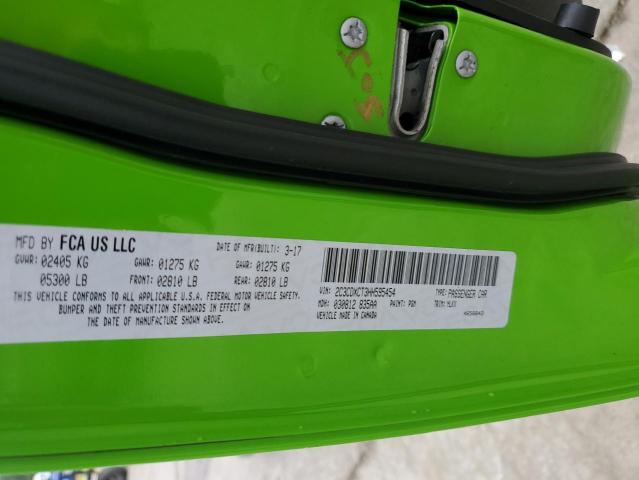 MFD BY FCA US LLC
DATE OF MFR(BUILT): 3-17
GVWR: 02405 KG GAWR: 01275 KG GAWR: 01275 KG
05300 LB FRONT: 02810 LB REAR: 02810 LB
THIS VEHICLE CONFORMS TO ALL APPLICABLE U.S.A. FEDERAL MOTOR VEHICLE SAFETY,
BUMPER AND THEFT PREVENTION STANDARDS IN EFFECT ON
THE DATE OF MANUFACTURE SHOWN ABOVE.
VIN: 2C3CDXCT3HH595454 TYPE: PASSENGER CAR
MDH: 030812 835AA PAINT: PGM TRIM:
VEHICLE MADE IN CANADA